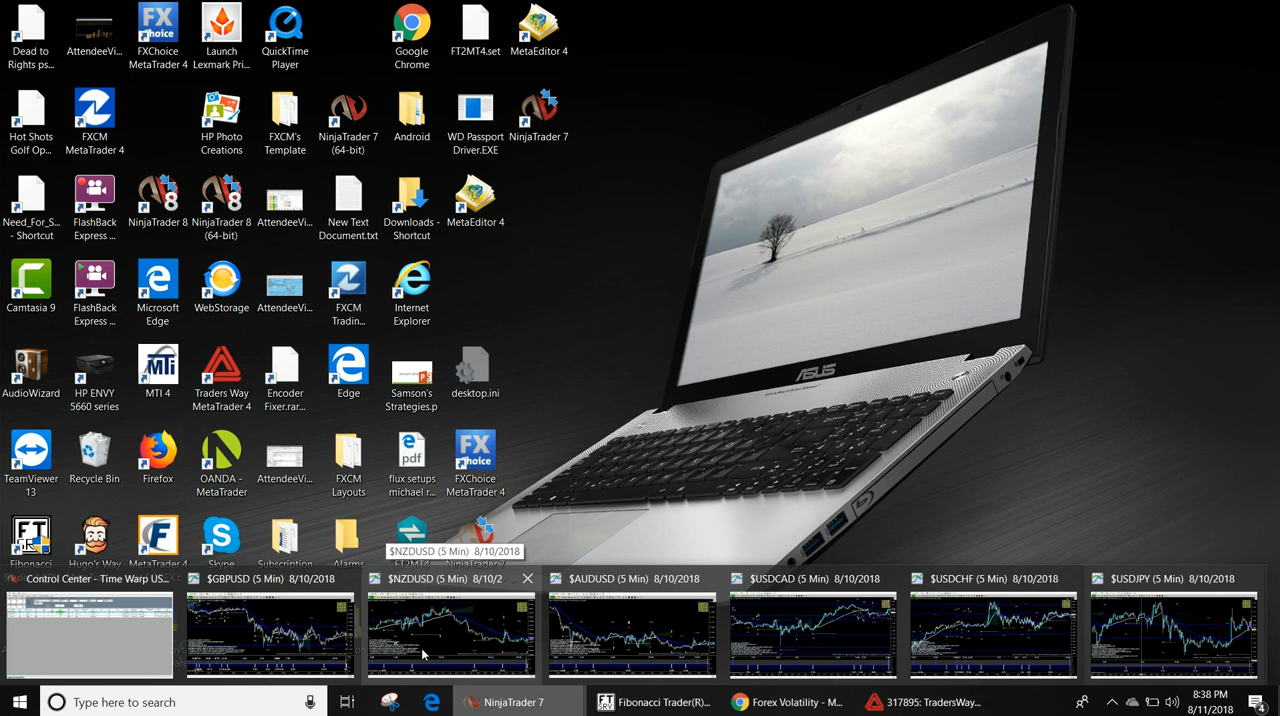 Dead to
Rights ps...
AttendeeVi...
FXChoice
MetaTrader 4
Launch
Lexmark Pri...
QuickTime
Player
Google
Chrome
FT2MT4.set
MetaEditor 4
Hot Shots
Golf Op...
FXCM
MetaTrader 4
HP Photo
Creations
FXCM's
Template
NinjaTrader 7
(64-bit)
Android
WD Passport
Driver.EXE
NinjaTrader 7
Need_For_S...
- Shortcut
FlashBack
Express ...
NinjaTrader 8
NinjaTrader 8
(64-bit)
AttendeeVi...
New Text
Document.txt
Downloads -
Shortcut
MetaEditor 4
Camtasia 9
FlashBack
Express ...
Microsoft
Edge
WebStorage
AttendeeVi...
FXCM
Tradin...
Internet
Explorer
AudioWizard
HP ENVY
5660 series
MTI 4
Traders Way
MetaTrader 4
Encoder
Fixer.rar...
Edge
Samson's
Strategies.p
desktop.ini
TeamViewer
13
Recycle Bin
Firefox
OANDA -
MetaTrader
AttendeeVi...
FXCM
Layouts
flux setups
michael r...
FXChoice
MetaTrader 4
Fibonacci
Hugo's Way
MetaTrader 4
Skype
Subscription
Alarms
FT2MT4
NinjaTrader 7
ASUS
$NZDUSD (5 Min) 8/10/2018
Control Center - Time Warp US...
$GBPUSD (5 Min) 8/10/2018
$NZDUSD (5 Min) 8/10/2
$AUDUSD (5 Min) 8/10/2018
$USDCAD (5 Min) 8/10/2018
$USDCHF (5 Min) 8/10/2018
$USDJPY (5 Min) 8/10/2018
Type here to search
NinjaTrader 7
Fibonacci Trader(R)...
Forex Volatility - M...
317895: TradersWay...
8:38 PM
8/11/2018
4